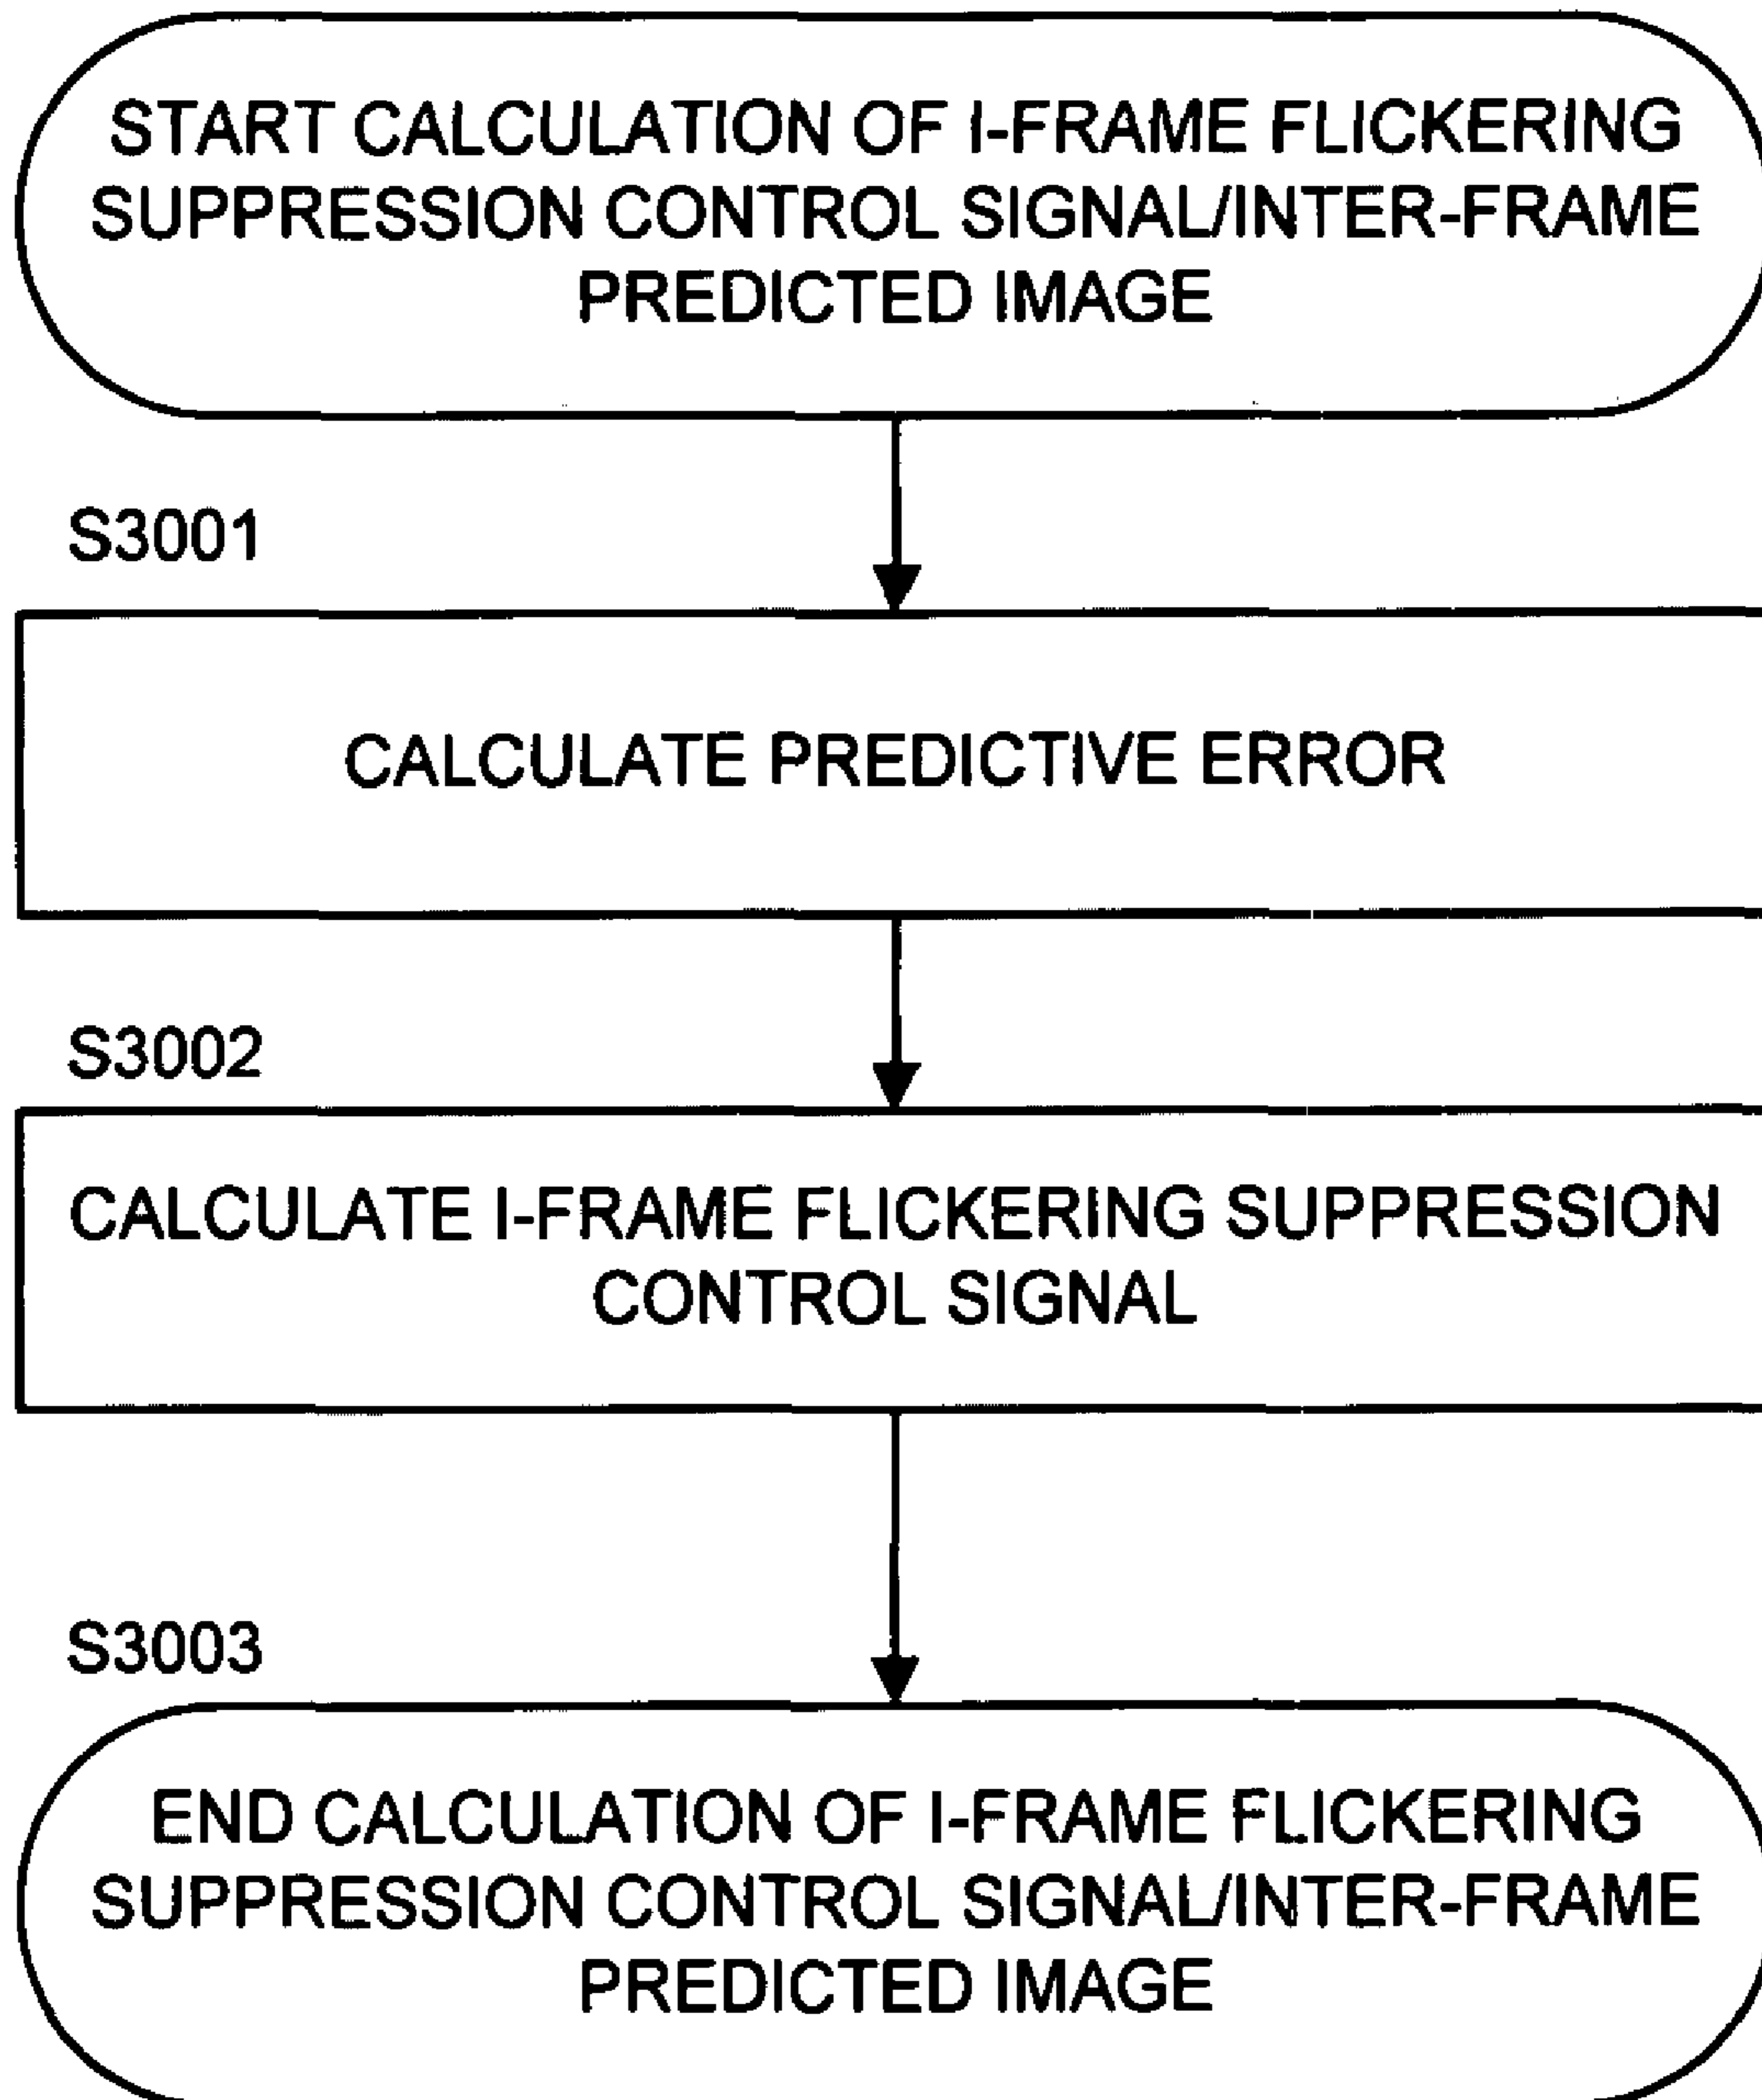 START CALCULATION OF I-FRAME FLICKERING
SUPPRESSION CONTROL SIGNAL/INTER-FRAME
PREDICTED IMAGE
S3001
CALCULATE PREDICTIVE ERROR
S3002
CALCULATE I-FRAME FLICKERING SUPPRESSION
CONTROL SIGNAL
S3003
END CALCULATION OF I-FRAME FLICKERING
SUPPRESSION CONTROL SIGNAL/INTER-FRAME
PREDICTED IMAGE